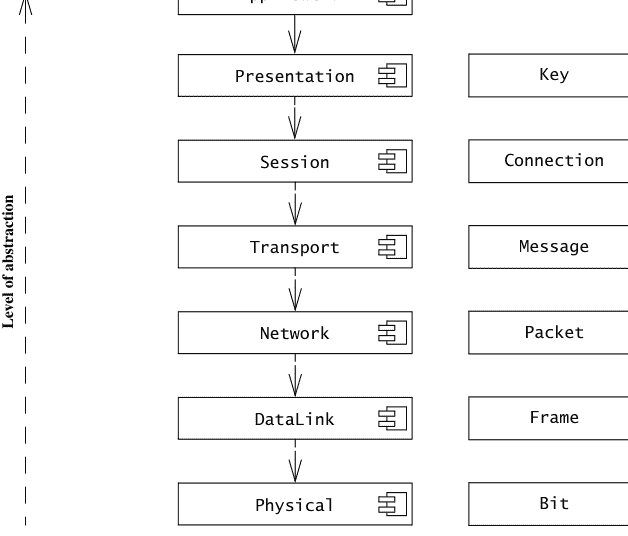 Presentation
Key
Session
Connection
Transport
Message
Level of abstraction
Network
Packet
DataLink
Frame
Physical
Bit